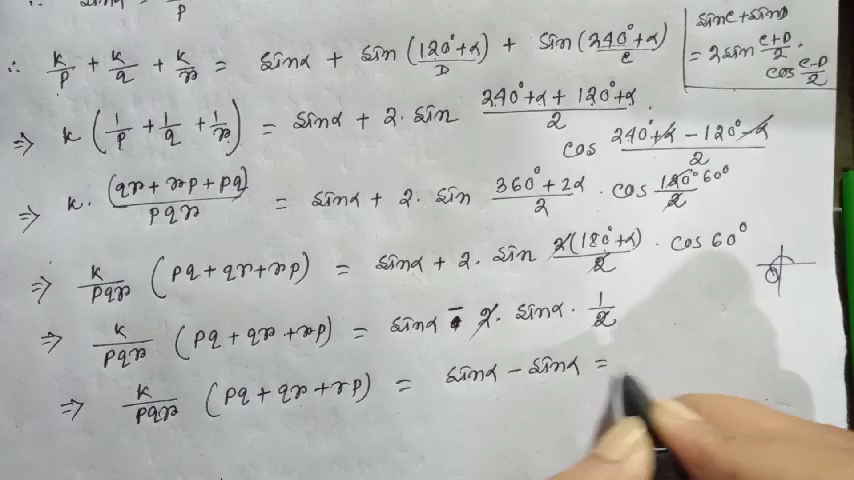 ∴ sinα = /P
∴ K/P + K/q + K/r = sinα + sin (120° + α)/D + sin (240° + α)/C
sinC + sinD
= 2 sin (C+D)/2 .
cos (C-D)/2
⇒ K (1/P + 1/q + 1/r) = sinα + 2. sin (240° + α + 120° + α)/2 .
cos (240° + α - 120° - α)/2
⇒ K. (qr + rp + pq)/pqr = sinα + 2. sin (360° + 2α)/2 . cos 120°/2 60°
⇒ K/pqr (pq + qr + rp) = sinα + 2. sin 2(180° + α)/2 . cos 60°
⇒ K/pqr (pq + qr + rp) = sinα - 2. sinα. 1/2
⇒ K/pqr (pq + qr + rp) = sinα - sinα =